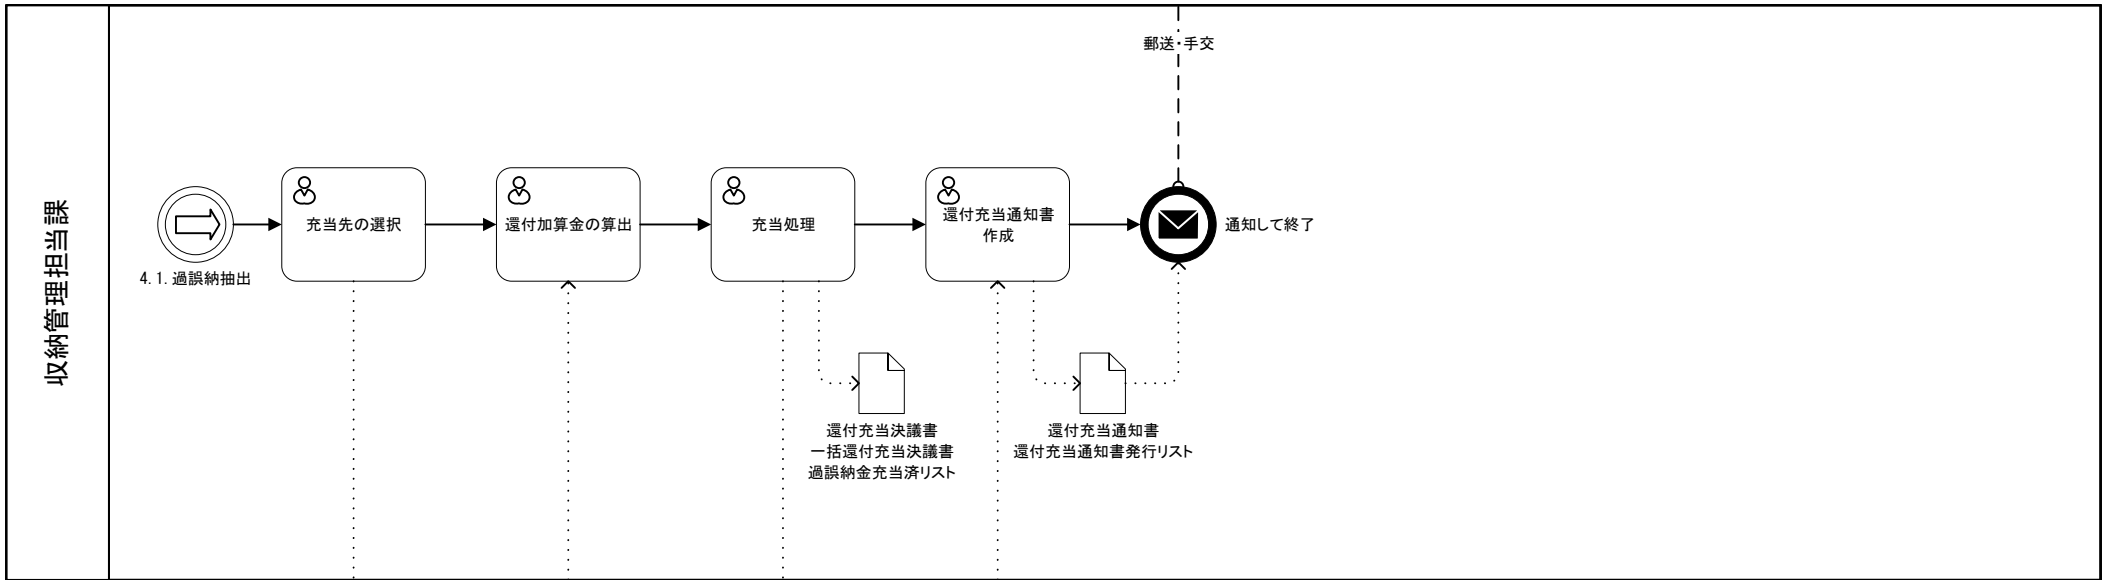 収納管理担当課
郵送・手交
4.1.過誤納抽出
充当先の選択
還付加算金の算出
充当処理
還付充当通知書
作成
通知して終了
還付充当決議書
一括還付充当決議書
過誤納金充当済リスト
還付充当通知書
還付充当通知書発行リスト